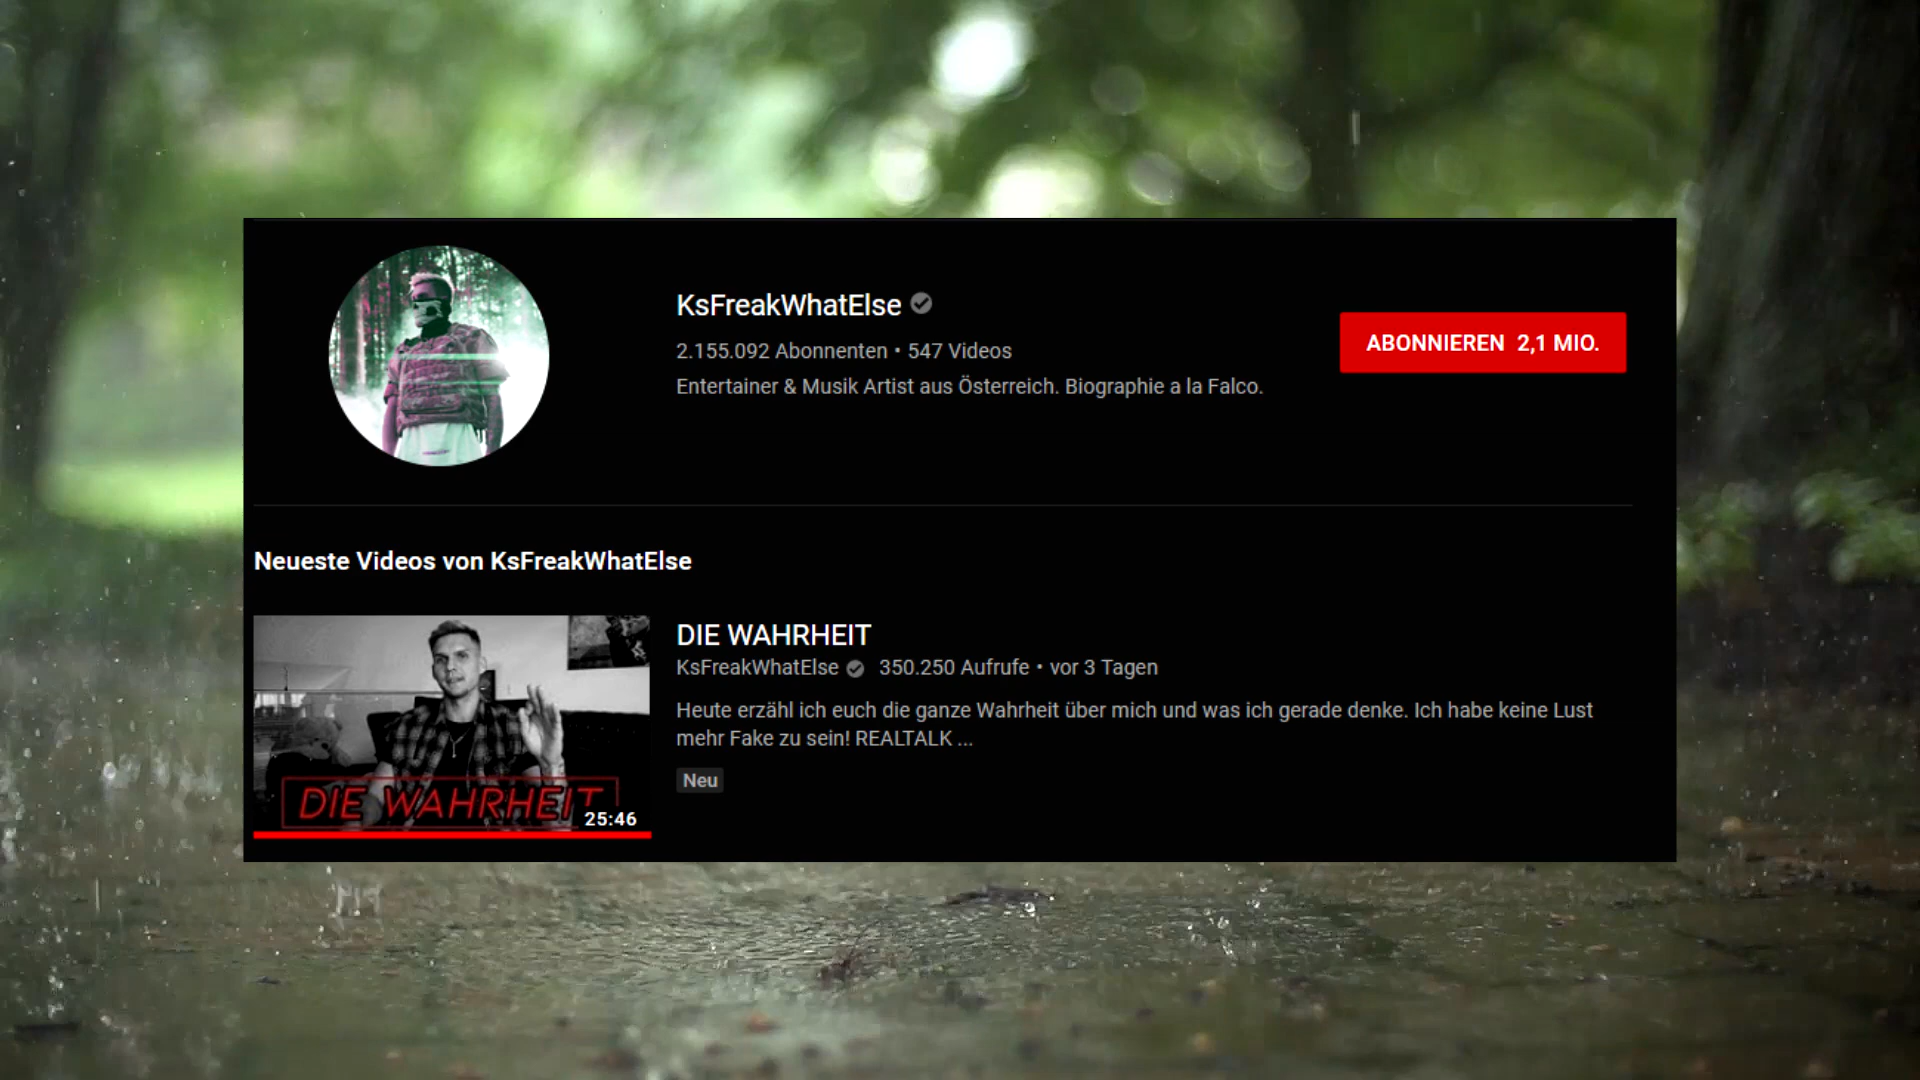 KsFreakWhatElse
2.155.092 Abonnenten • 547 Videos
Entertainer & Musik Artist aus Österreich. Biographie a la Falco.
ABONNIEREN 2,1 MIO.
Neueste Videos von KsFreakWhatElse
DIE WAHRHEIT
25:46
DIE WAHRHEIT
KsFreakWhatElse 350.250 Aufrufe • vor 3 Tagen
Heute erzähl ich euch die ganze Wahrheit über mich und was ich gerade denke. Ich habe keine Lust
mehr Fake zu sein! REALTALK ...
Neu